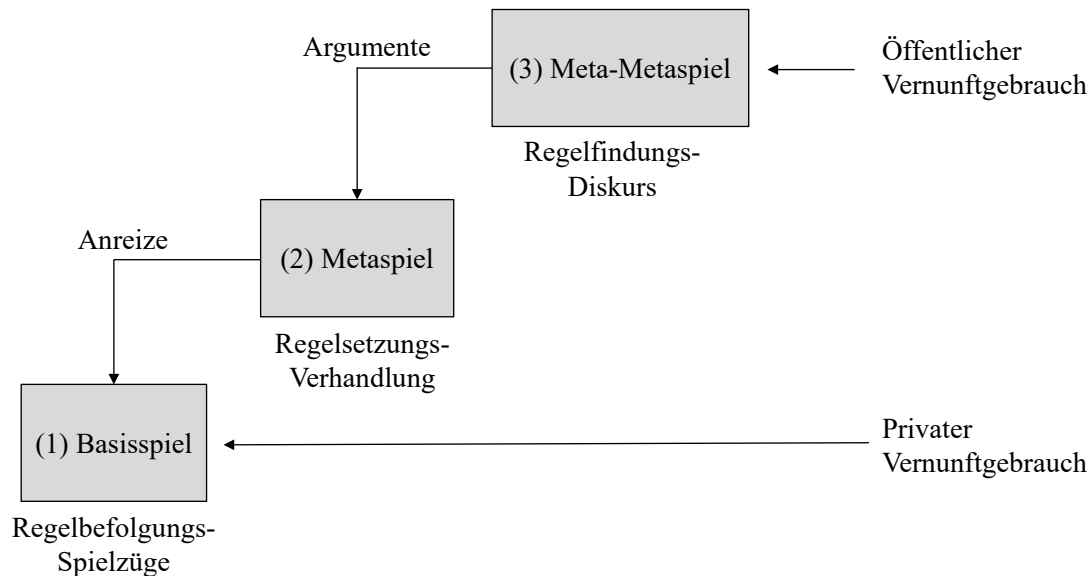 Argumente
(3) Meta-Metaspiel
Öffentlicher
Vernunftgebrauch
Regelfindungs-
Diskurs
Anreize
(2) Metaspiel
Regelsetzungs-
Verhandlung
(1) Basisspiel
Privater
Vernunftgebrauch
Regelbefolgungs-
Spielzüge